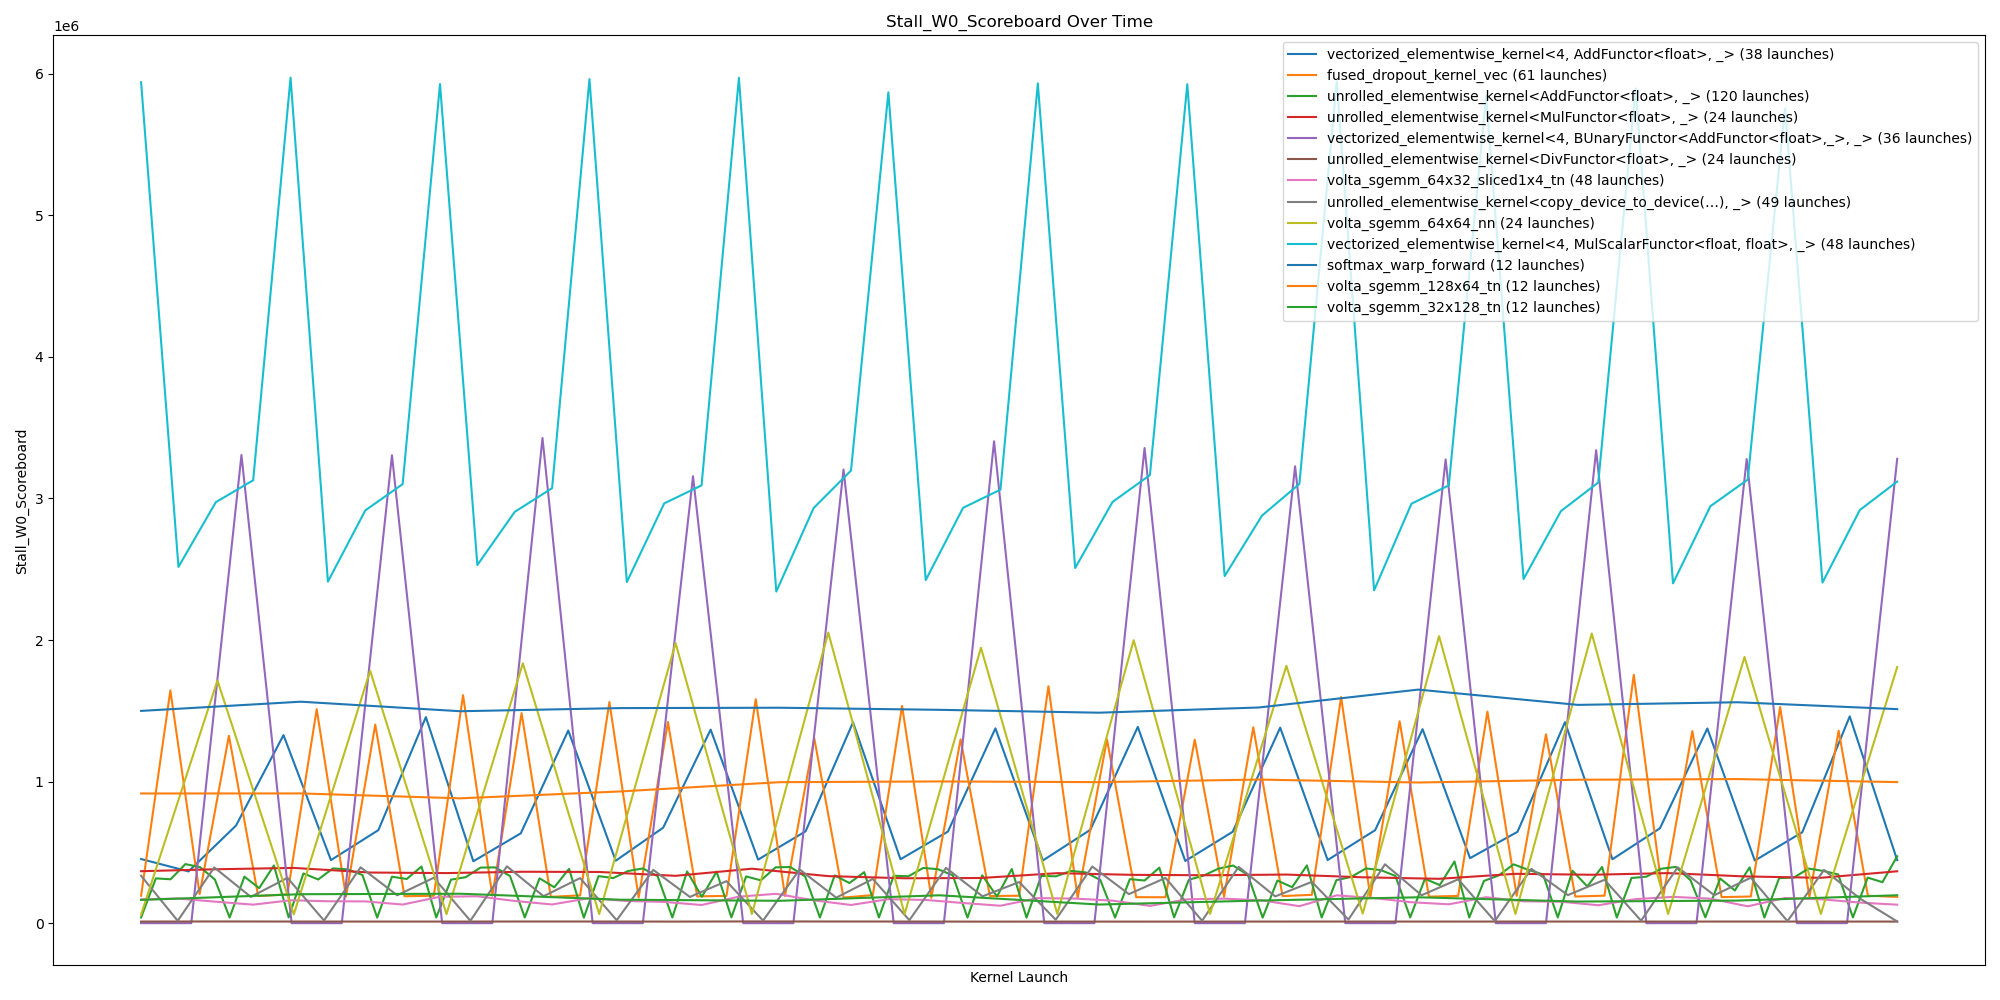 Stall_W0_Scoreboard Over Time
1e6
6
5
4
3
2
1
0
Stall_W0_Scoreboard
Kernel Launch
vectorized_elementwise_kernel<4, AddFunctor<float>, _> (38 launches)
fused_dropout_kernel_vec (61 launches)
unrolled_elementwise_kernel<AddFunctor<float>, _> (120 launches)
unrolled_elementwise_kernel<MulFunctor<float>, _> (24 launches)
vectorized_elementwise_kernel<4, BUnaryFunctor<AddFunctor<float>,_>, _> (36 launches)
unrolled_elementwise_kernel<DivFunctor<float>, _> (24 launches)
volta_sgemm_64x32_sliced1x4_tn (48 launches)
unrolled_elementwise_kernel<copy_device_to_device(...), _> (49 launches)
volta_sgemm_64x64_nn (24 launches)
vectorized_elementwise_kernel<4, MulScalarFunctor<float, float>, _> (48 launches)
softmax_warp_forward (12 launches)
volta_sgemm_128x64_tn (12 launches)
volta_sgemm_32x128_tn (12 launches)